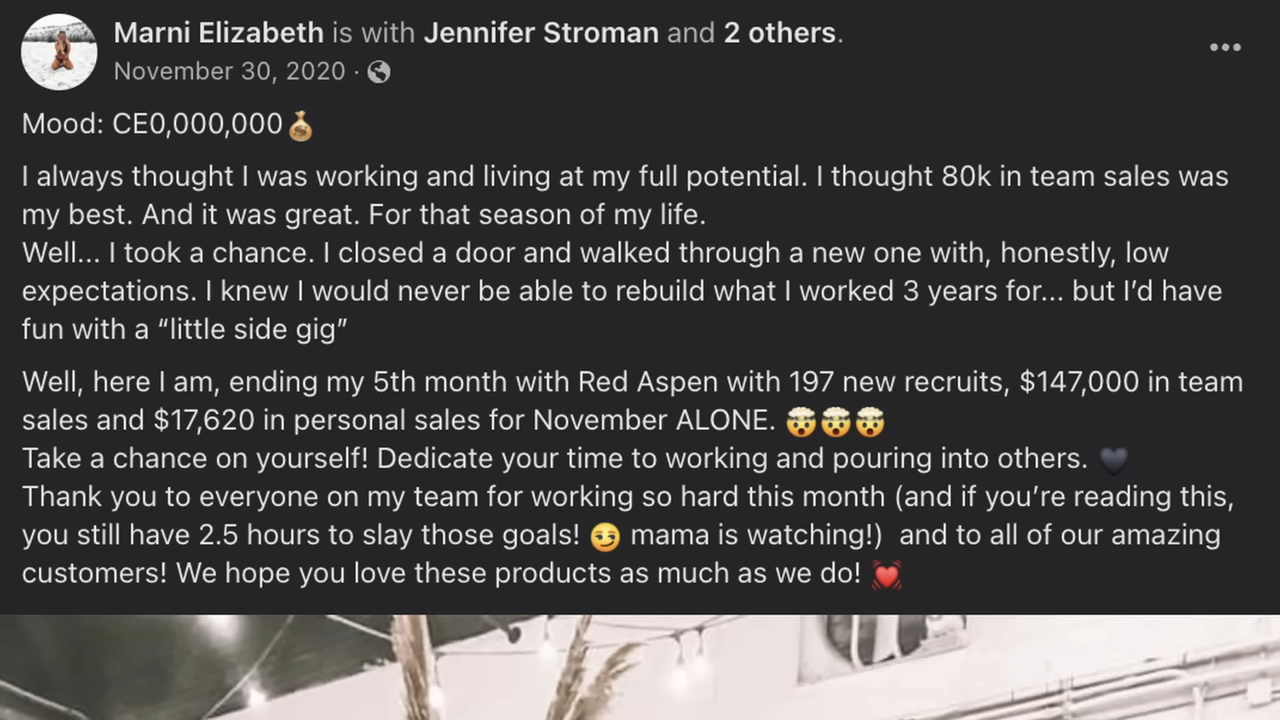 Marni Elizabeth is with Jennifer Stroman and 2 others.
November 30, 2020 ·
Mood: CE0,000,000💰
I always thought I was working and living at my full potential. I thought 80k in team sales was
my best. And it was great. For that season of my life.
Well... I took a chance. I closed a door and walked through a new one with, honestly, low
expectations. I knew I would never be able to rebuild what I worked 3 years for... but I’d have
fun with a “little side gig”
Well, here I am, ending my 5th month with Red Aspen with 197 new recruits, $147,000 in team
sales and $17,620 in personal sales for November ALONE. 🤯🤯🤯
Take a chance on yourself! Dedicate your time to working and pouring into others. 🖤
Thank you to everyone on my team for working so hard this month (and if you’re reading this,
you still have 2.5 hours to slay those goals! 😏 mama is watching!)  and to all of our amazing
customers! We hope you love these products as much as we do! 💓